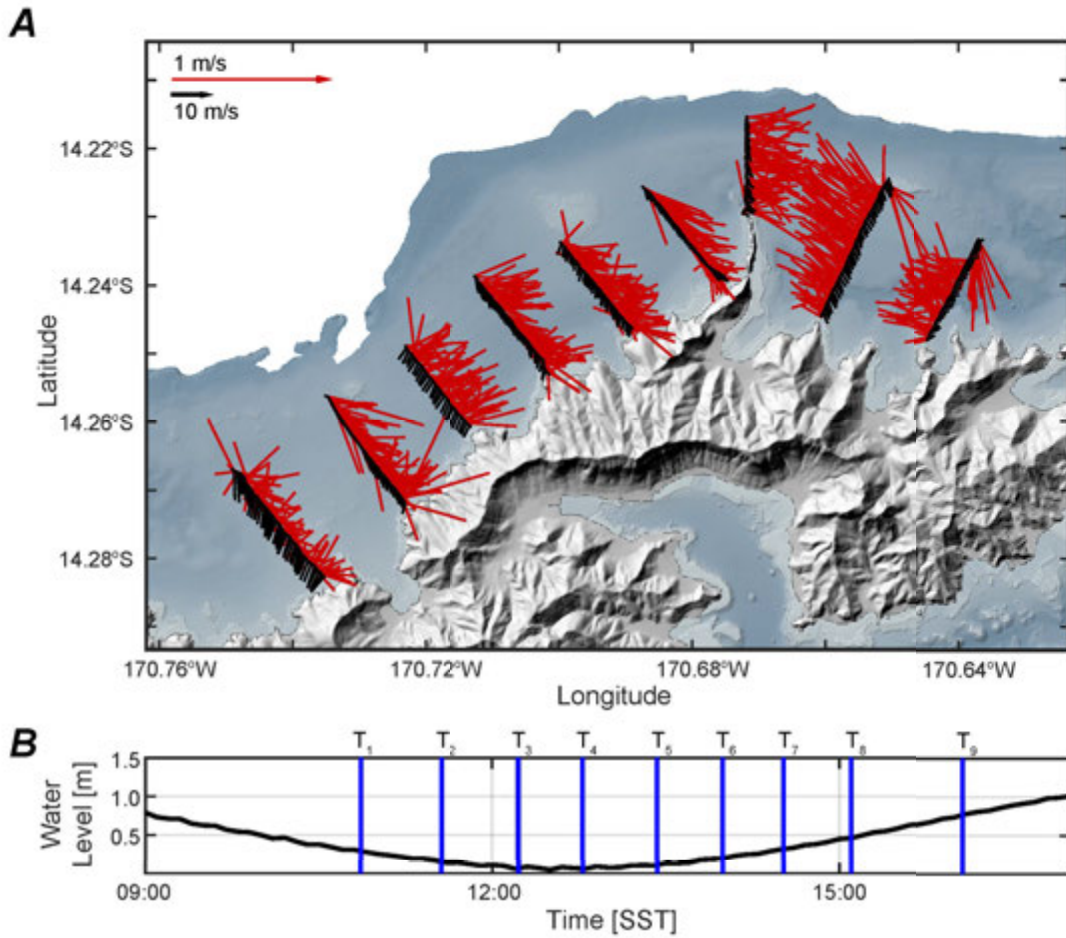 A
1 m/s
10 m/s
14.22°S
14.24°S
14.26°S
14.28°S
Latitude
170.76°W
170.72°W
170.68°W
170.64°W
Longitude
B
T1 T2 T3 T4 T5 T6 T7 T8 T9
Water
Level [m]
1.5
1.0
0.5
09:00
12:00
15:00
Time [SST]